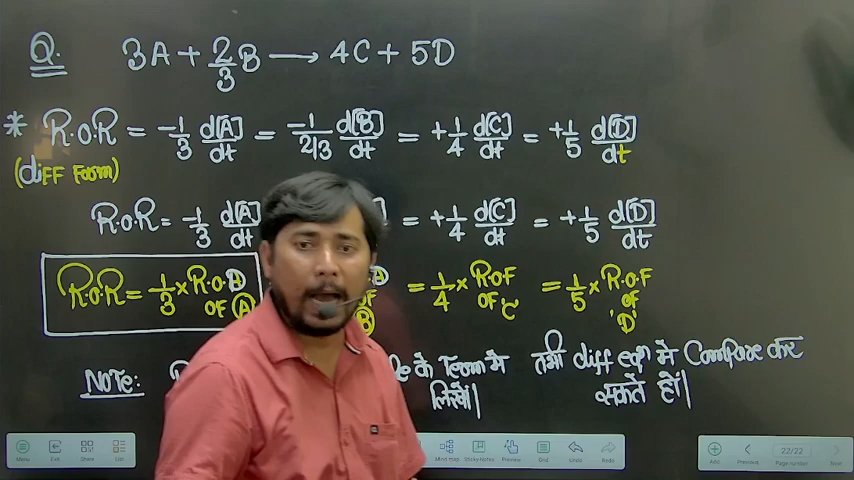 Q. 3A + 2/3 B ⟶ 4C + 5D
* R.O.R = -1/3 d[A]/dt = -1/(2/3) d[B]/dt = +1/4 d[C]/dt = +1/5 d[D]/dt
(diff Form)
R.O.R = -1/3 d[A]/dt = +1/4 d[C]/dt = +1/5 d[D]/dt
R.O.R = 1/3 × R.O.D OF (A) OF (B) = 1/4 × R.O.F OF 'C' = 1/5 × R.O.F OF 'D'
Note: के Term मे लिखो| तभी diff eqn मे Compare कर सकते हो|
Menu Exit Share List Mind map Sticky Notes Preview Grid Undo Redo Add Previous 22/22 Page Number Next